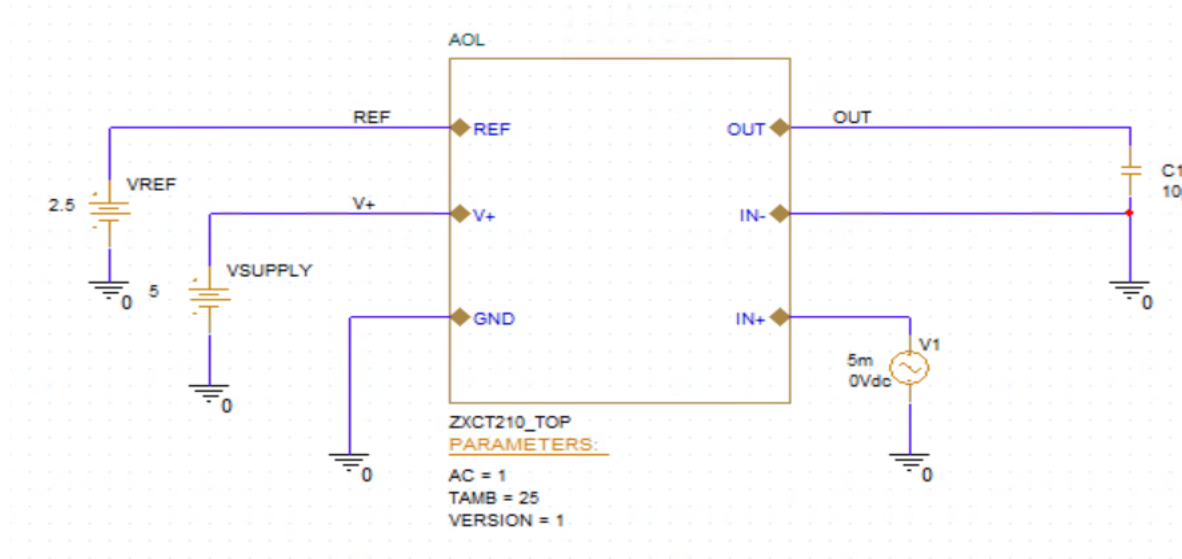 AOL
REF
REF
OUT
OUT
C1
VREF
2.5
V+
V+
IN-
VSUPPLY
5
0
0
0
GND
IN+
V1
5m
0Vdc
0
ZXCT210_TOP
PARAMETERS:
0
0
AC = 1
TAMB = 25
VERSION = 1